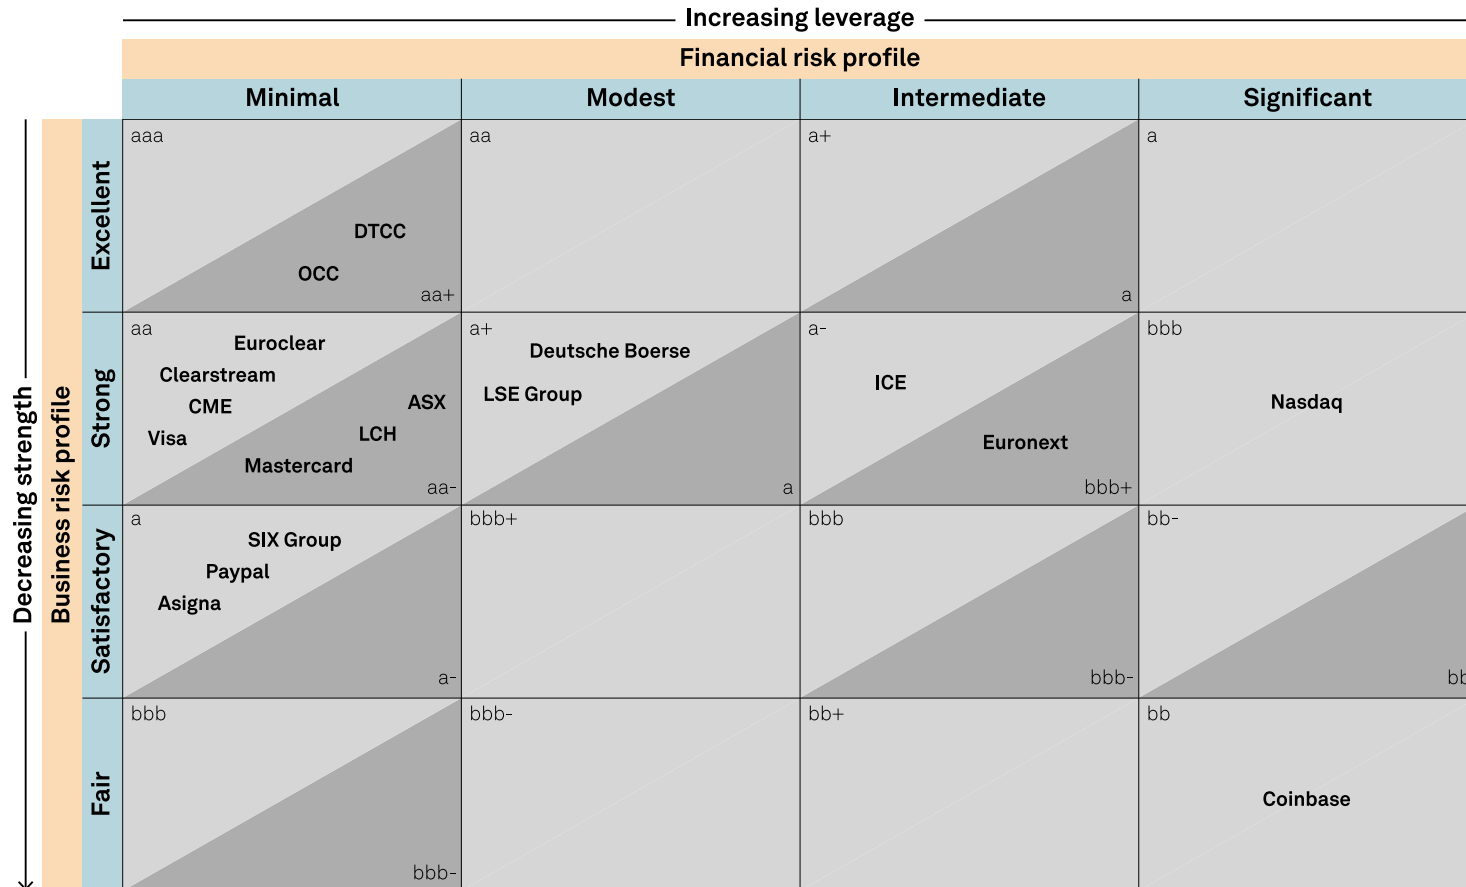 Increasing leverage
Financial risk profile
Minimal
Modest
Intermediate
Significant
Decreasing strength
Business risk profile
Excellent
aaa
DTCC
OCC
aa+
aa
a+
a
a
Strong
aa
Euroclear
Clearstream
CME
Visa
ASX
LCH
Mastercard
aa-
a+
Deutsche Boerse
LSE Group
a
a-
ICE
Euronext
bbb+
bbb
Nasdaq
Satisfactory
a
SIX Group
Paypal
Asigna
a-
bbb+
bbb
bbb-
bb-
Fair
bbb
bbb-
bbb-
bb+
bb
Coinbase